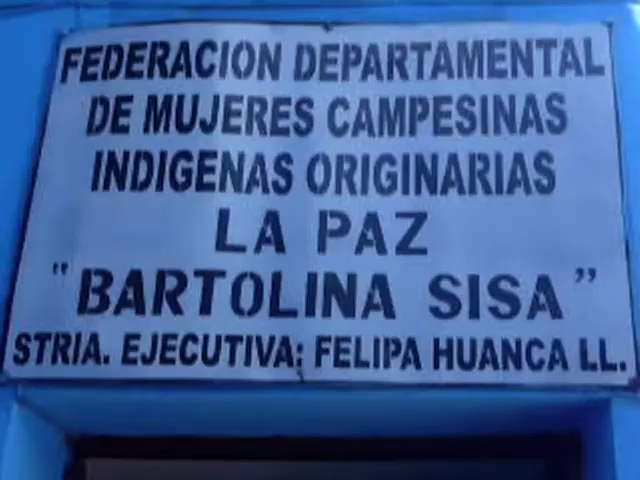 FEDERACION DEPARTAMENTAL
DE MUJERES CAMPESINAS
INDIGENAS ORIGINARIAS
LA PAZ
"BARTOLINA SISA"
STRIA. EJECUTIVA: FELIPA HUANCA LL.